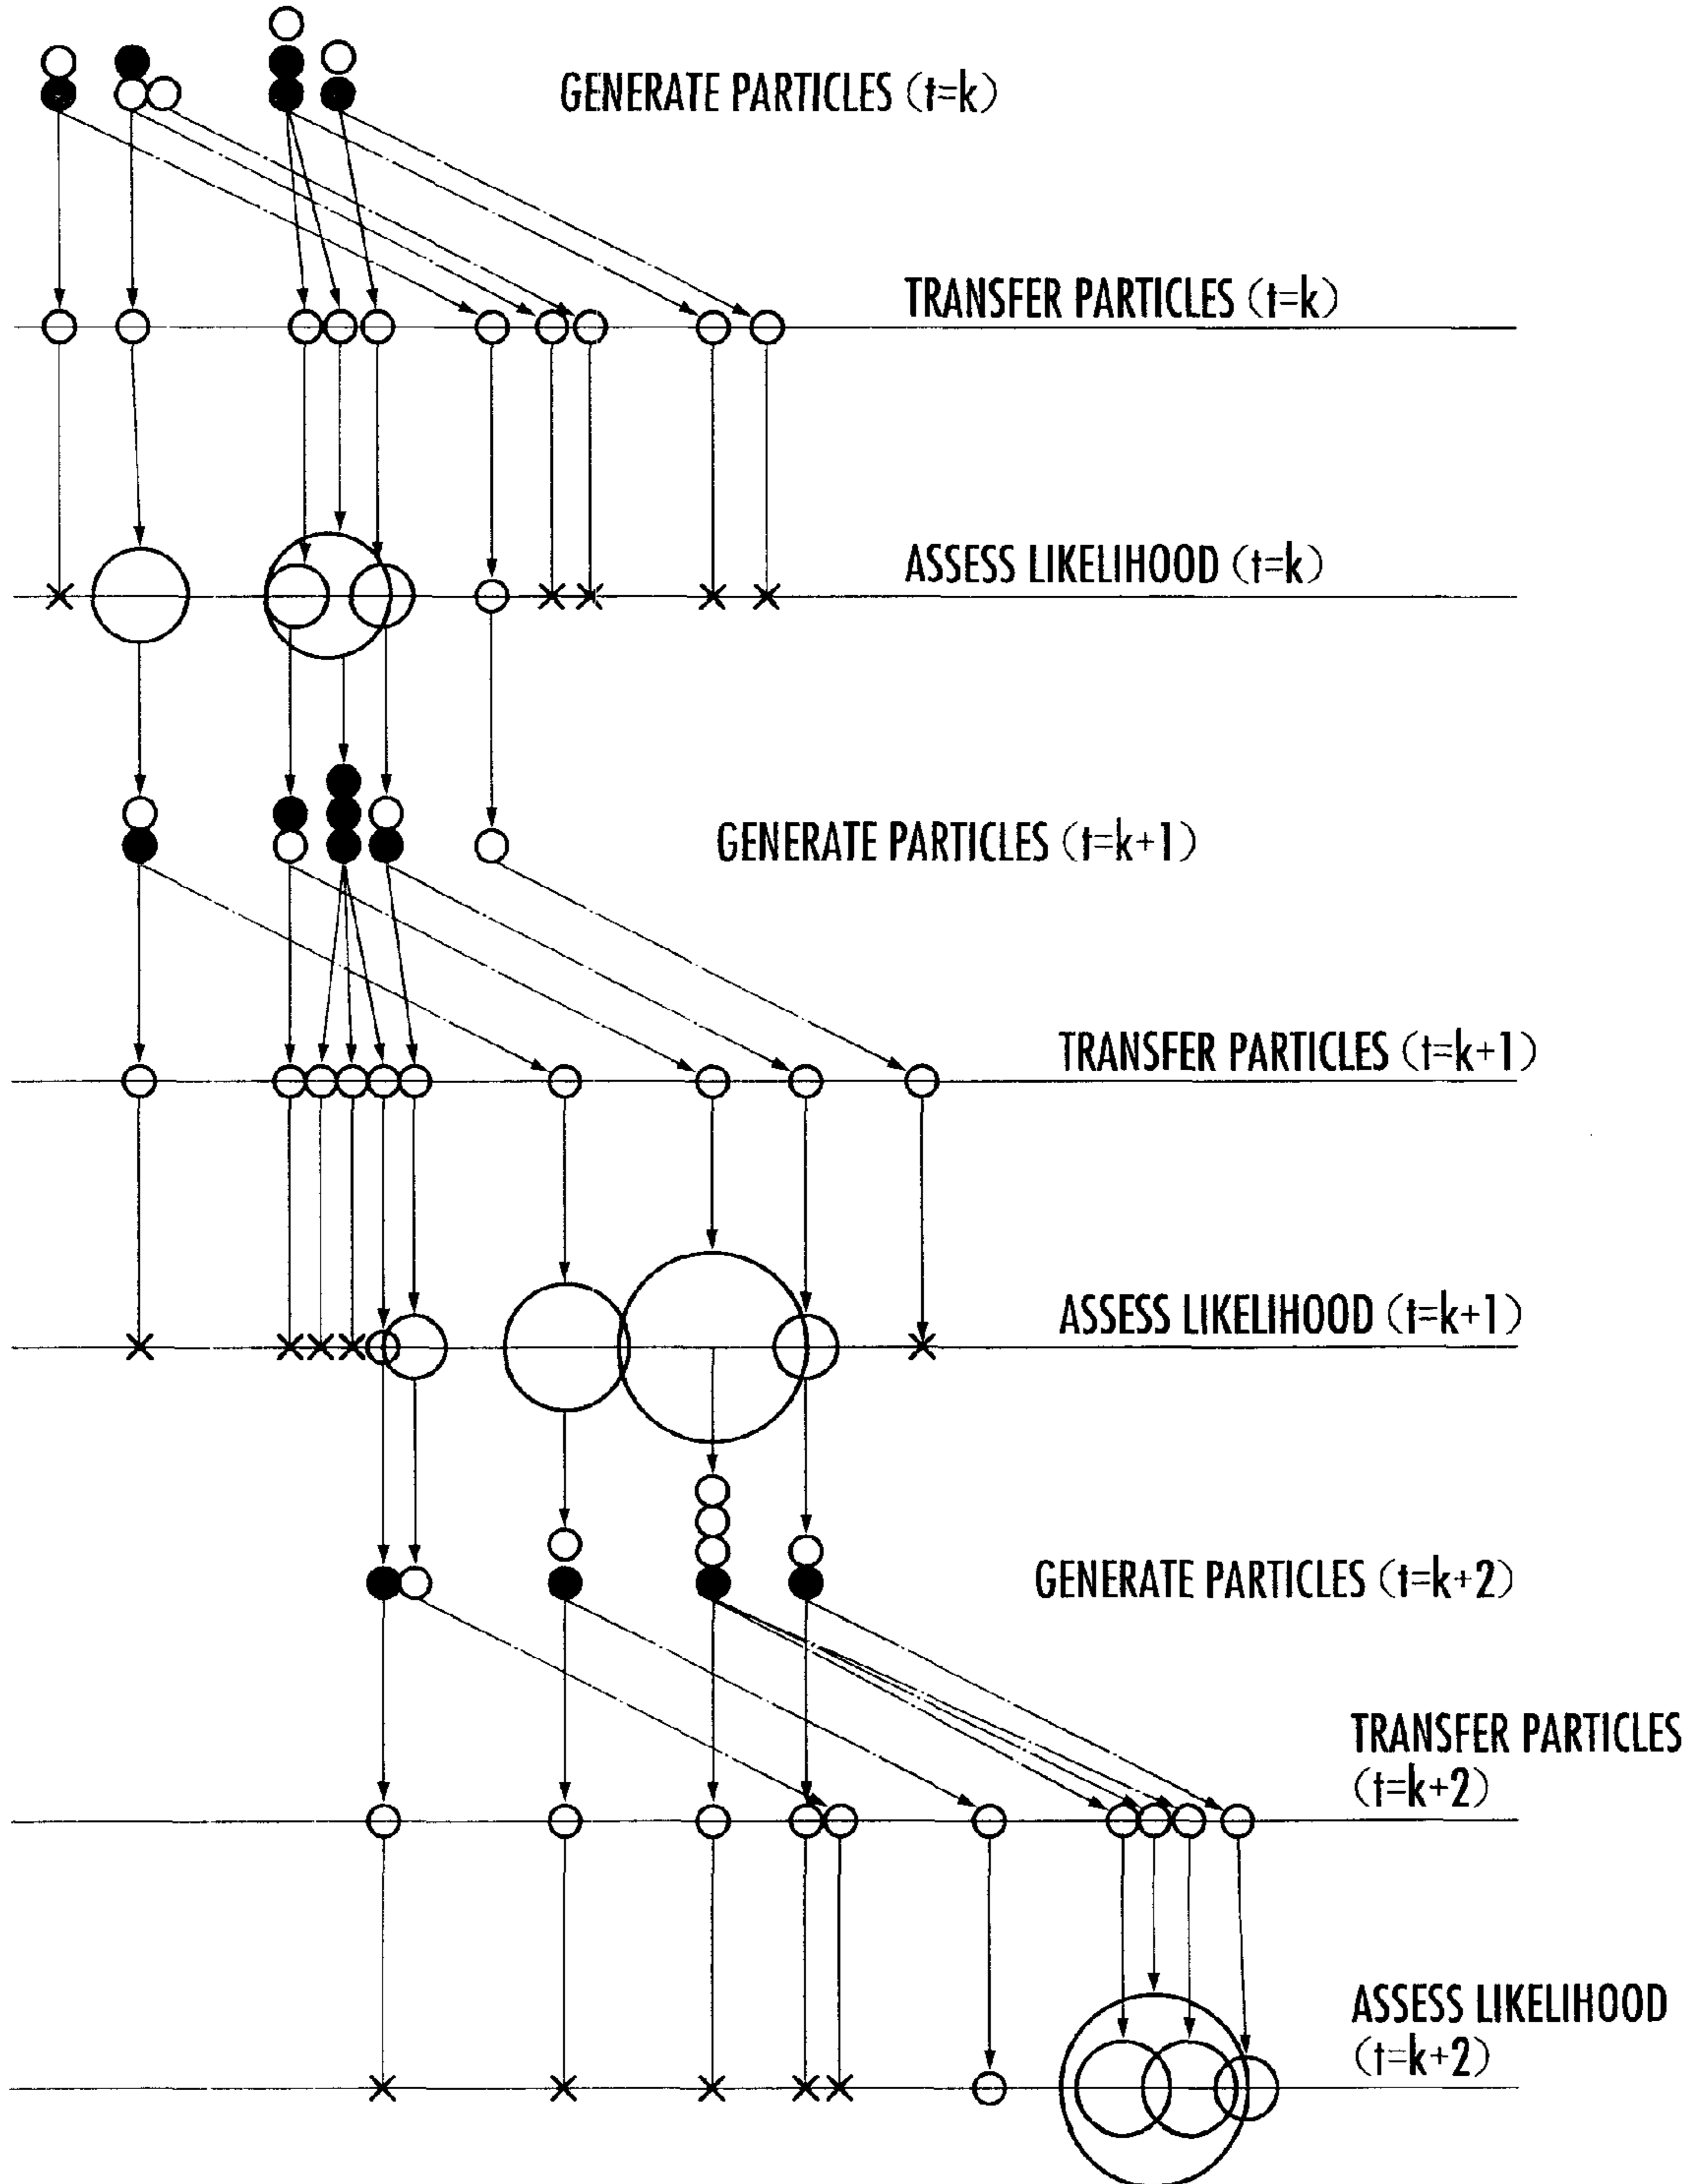 GENERATE PARTICLES (t=k)
TRANSFER PARTICLES (t=k)
ASSESS LIKELIHOOD (t=k)
GENERATE PARTICLES (t=k+1)
TRANSFER PARTICLES (t=k+1)
ASSESS LIKELIHOOD (t=k+1)
GENERATE PARTICLES (t=k+2)
TRANSFER PARTICLES
(t=k+2)
ASSESS LIKELIHOOD
(t=k+2)